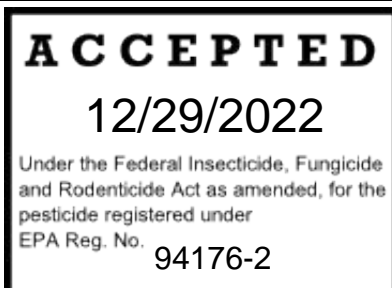 ACCEPTED
12/29/2022
Under the Federal Insecticide, Fungicide
and Rodenticide Act as amended, for the
pesticide registered under
EPA Reg. No. 94176-2